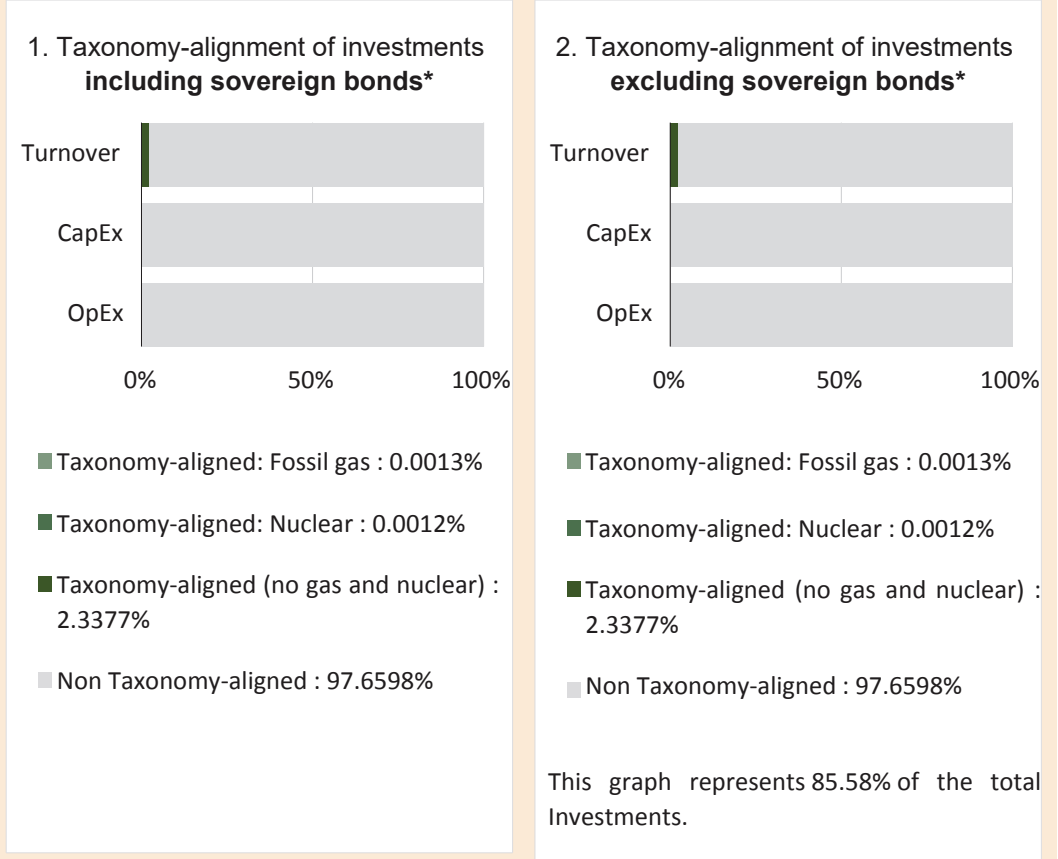 1. Taxonomy-alignment of investments
including sovereign bonds*
Turnover
CapEx
OpEx
0% 50% 100%
Taxonomy-aligned: Fossil gas : 0.0013%
Taxonomy-aligned: Nuclear : 0.0012%
Taxonomy-aligned (no gas and nuclear) :
2.3377%
Non Taxonomy-aligned : 97.6598%
2. Taxonomy-alignment of investments
excluding sovereign bonds*
Turnover
CapEx
OpEx
0% 50% 100%
Taxonomy-aligned: Fossil gas : 0.0013%
Taxonomy-aligned: Nuclear : 0.0012%
Taxonomy-aligned (no gas and nuclear) :
2.3377%
Non Taxonomy-aligned : 97.6598%
This graph represents 85.58% of the total
Investments.